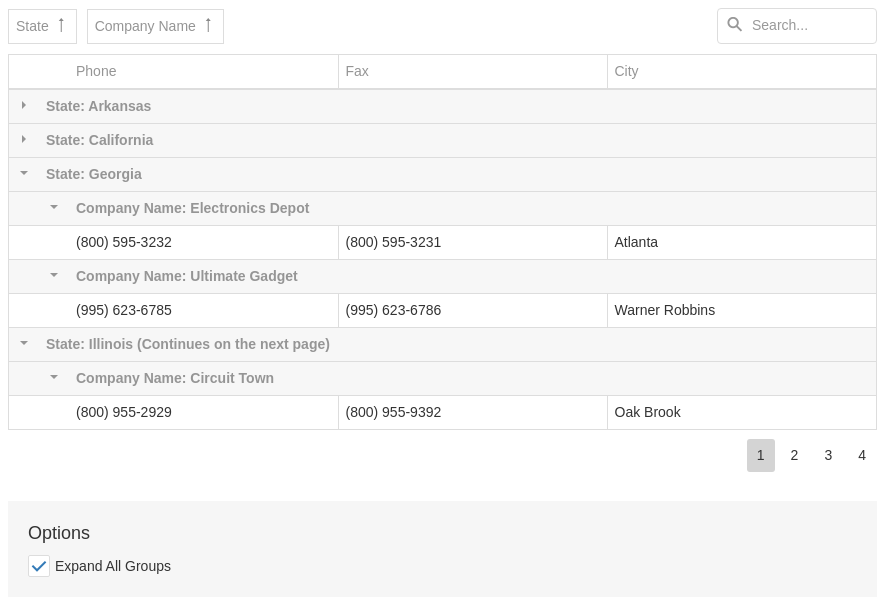 State
Company Name
Search...
Phone Fax City
State: Arkansas
State: California
State: Georgia
Company Name: Electronics Depot
(800) 595-3232 (800) 595-3231 Atlanta
Company Name: Ultimate Gadget
(995) 623-6785 (995) 623-6786 Warner Robbins
State: Illinois (Continues on the next page)
Company Name: Circuit Town
(800) 955-2929 (800) 955-9392 Oak Brook
1 2 3 4
Options
Expand All Groups